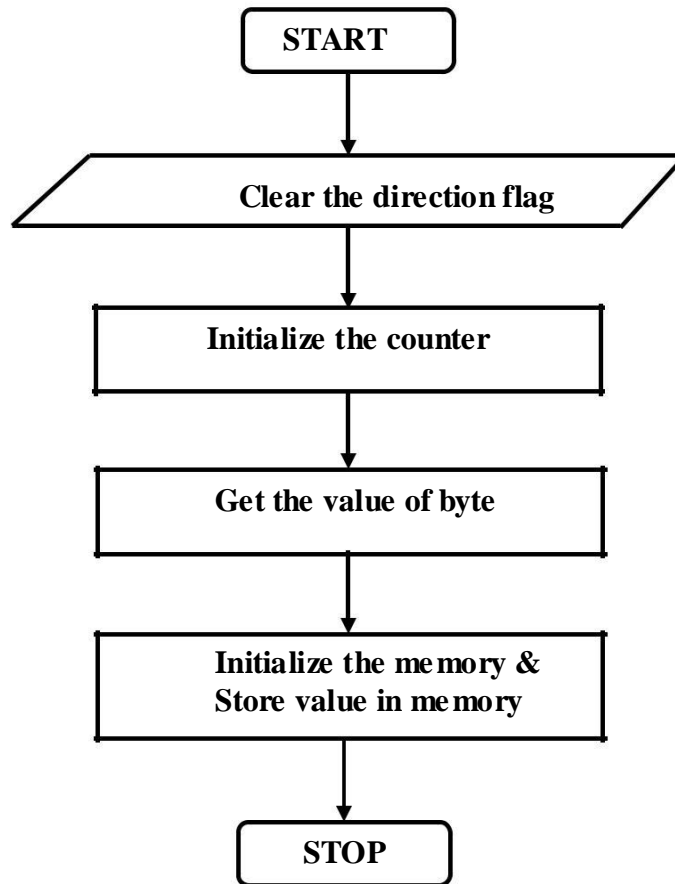 START
Clear the direction flag
Initialize the counter
Get the value of byte
Initialize the memory &
Store value in memory
STOP